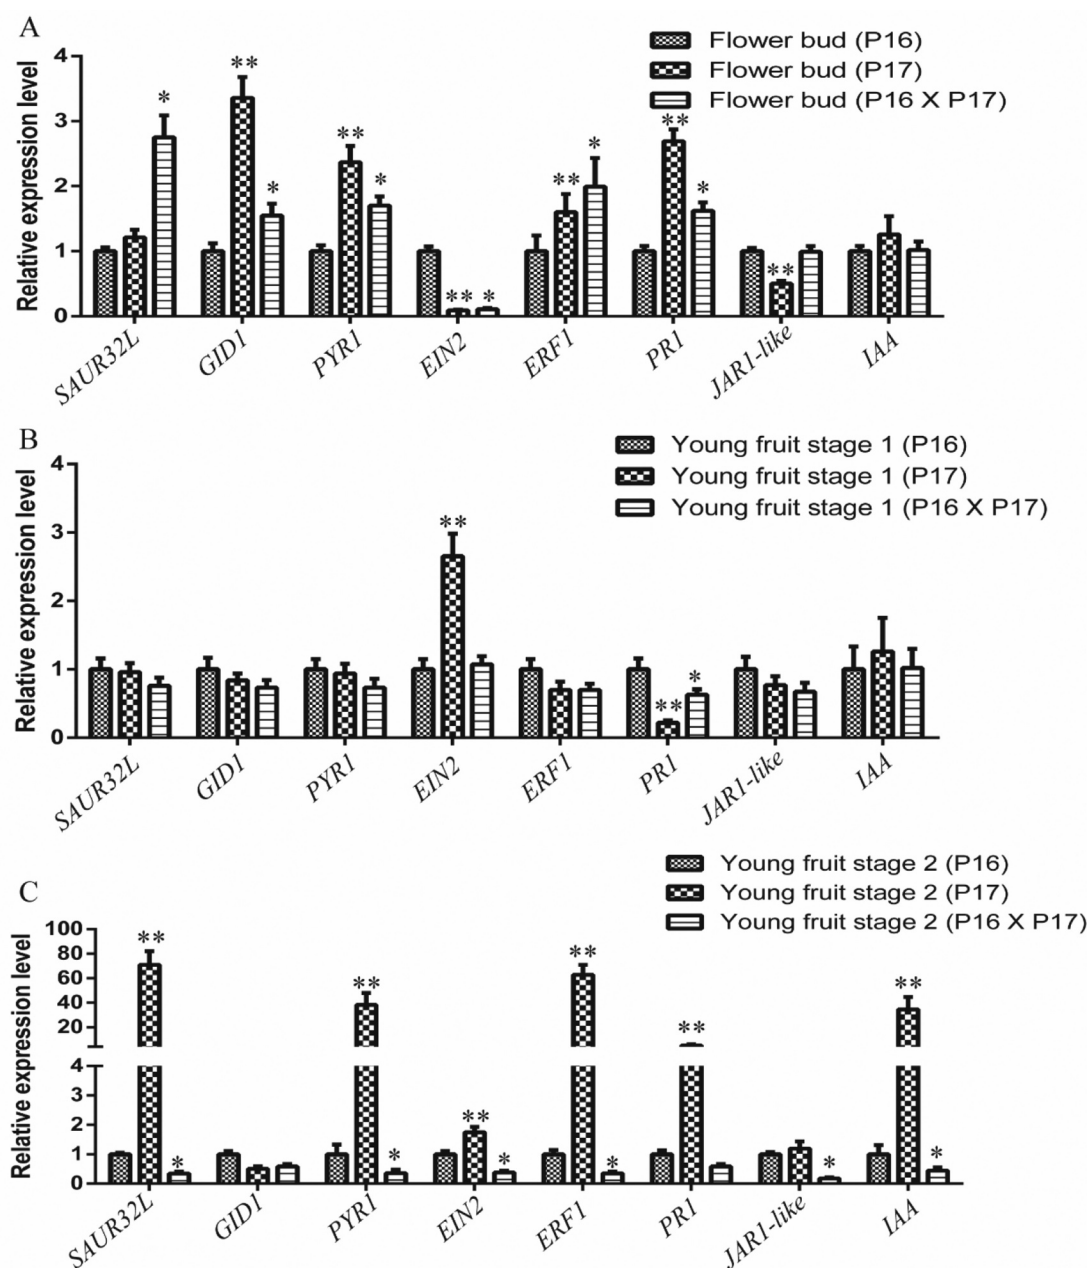 A
Flower bud (P16)
Flower bud (P17)
Flower bud (P16 X P17)
Relative expression level
4
3
2
1
0
*
**
*
**
*
** *
**
*
**
*
**
SAUR32L GID1 PYR1 EIN2 ERF1 PR1 JAR1-like IAA
B
Young fruit stage 1 (P16)
Young fruit stage 1 (P17)
Young fruit stage 1 (P16 X P17)
Relative expression level
4
3
2
1
0
**
**
*
SAUR32L GID1 PYR1 EIN2 ERF1 PR1 JAR1-like IAA
C
Young fruit stage 2 (P16)
Young fruit stage 2 (P17)
Young fruit stage 2 (P16 X P17)
Relative expression level
100
80
60
40
20
4
3
2
1
0
**
*
**
*
**
*
**
*
**
*
**
*
SAUR32L GID1 PYR1 EIN2 ERF1 PR1 JAR1-like IAA